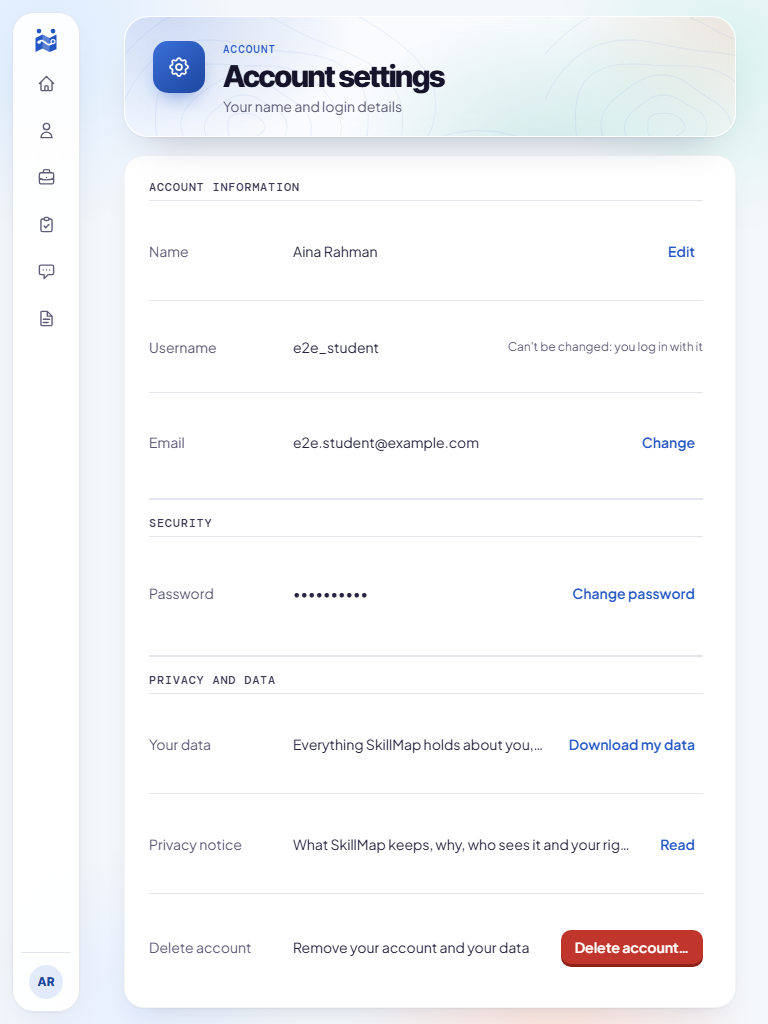 ACCOUNT
Account settings
Your name and login details
ACCOUNT INFORMATION
Name Aina Rahman Edit
Username e2e_student Can't be changed: you log in with it
Email e2e.student@example.com Change
SECURITY
Password •••••••••• Change password
PRIVACY AND DATA
Your data Everything SkillMap holds about you,… Download my data
Privacy notice What SkillMap keeps, why, who sees it and your rig… Read
Delete account Remove your account and your data Delete account…
AR